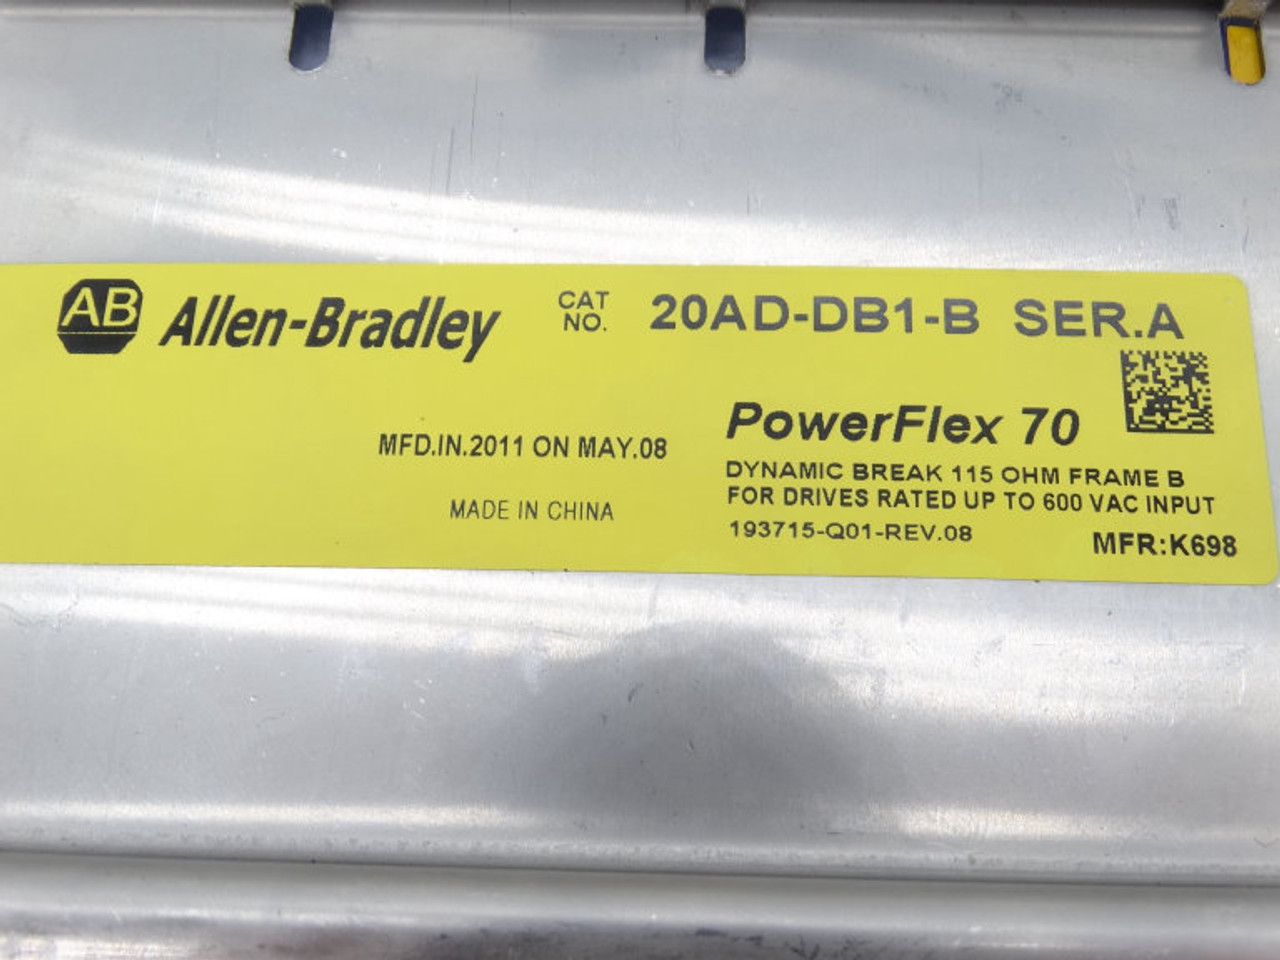 AB Allen-Bradley
CAT NO. 20AD-DB1-B SER.A
PowerFlex 70
MFD.IN.2011 ON MAY.08
DYNAMIC BREAK 115 OHM FRAME B
FOR DRIVES RATED UP TO 600 VAC INPUT
MADE IN CHINA
193715-Q01-REV.08
MFR:K698